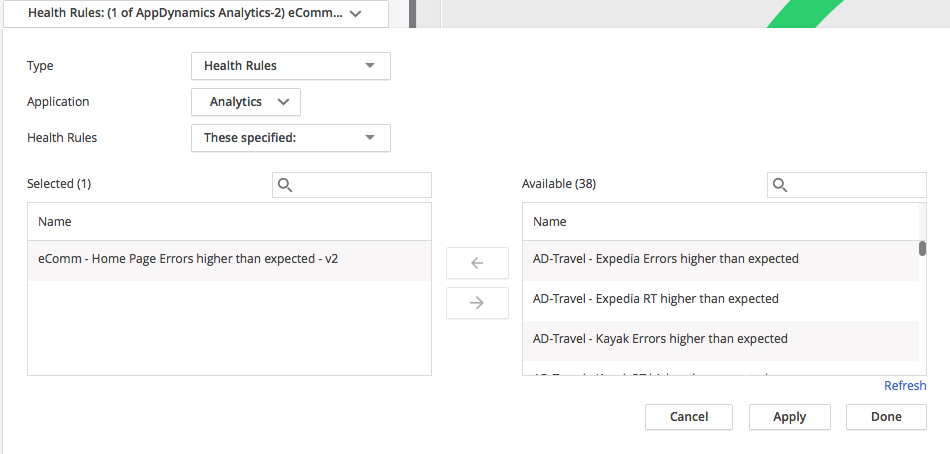 Health Rules: (1 of AppDynamics Analytics-2) eComm...
Type
Health Rules
Application
Analytics
Health Rules
These specified:
Selected (1)
Available (38)
Name
Name
eComm - Home Page Errors higher than expected - v2
AD-Travel - Expedia Errors higher than expected
AD-Travel - Expedia RT higher than expected
AD-Travel - Kayak Errors higher than expected
Refresh
Cancel
Apply
Done